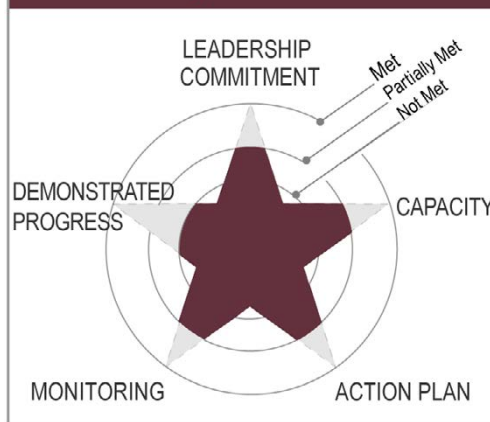 LEADERSHIP
COMMITMENT
Met
Partially Met
Not Met
DEMONSTRATED
PROGRESS
CAPACITY
MONITORING
ACTION PLAN